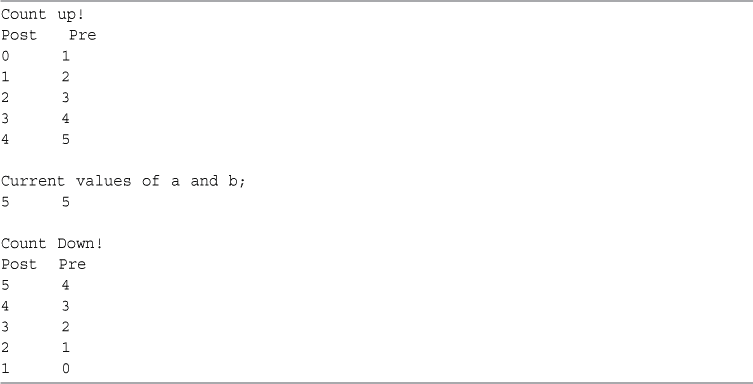 Count up!
Post   Pre
0     1
1     2
2     3
3     4
4     5
Current values of a and b;
5     5
Count Down!
Post  Pre
5     4
4     3
3     2
2     1
1     0